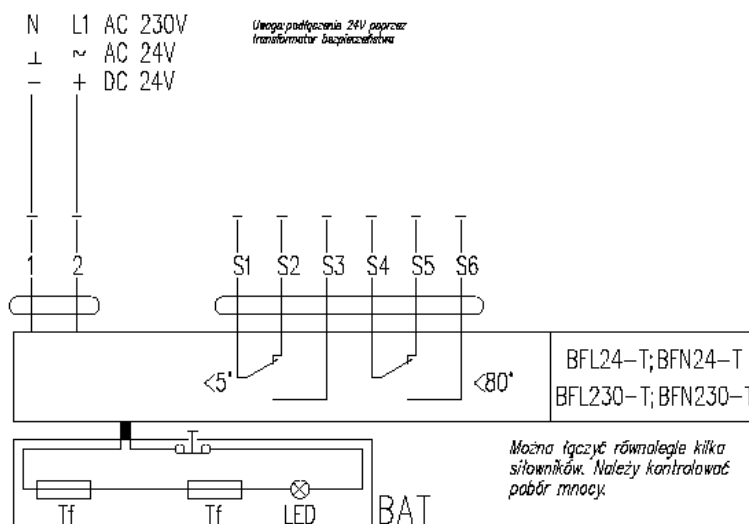 N L1 AC 230V
⊥ ~ AC 24V
− + DC 24V
Uwaga:podłączenie 24V poprzez
transformator bezpieczeństwa
1 2 S1 S2 S3 S4 S5 S6
<5° <80°
BFL24-T;BFN24-T
BFL230-T;BFN230-T
Można łączyć równolegle kilka
siłowników. Należy kontrolować
pobór mnocy.
Tf Tf LED BAT